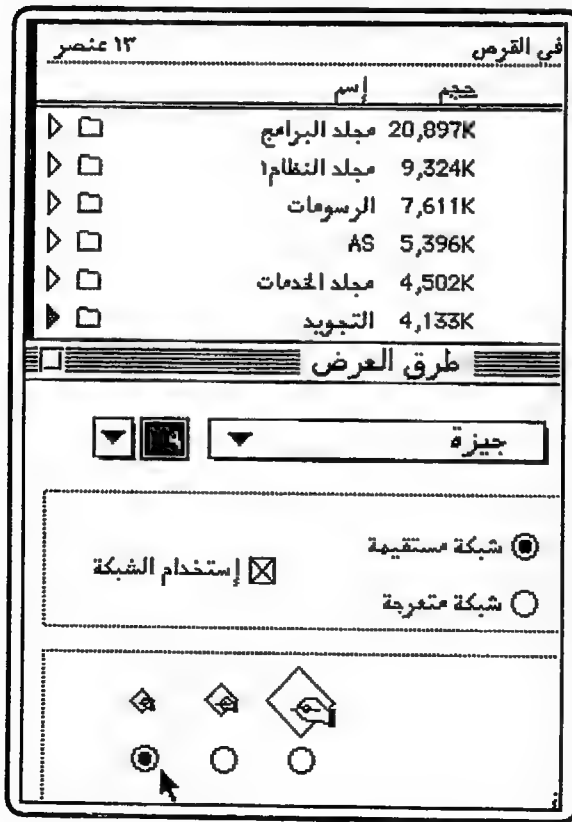 في القرص ١٣ عنصر
حجم إسم
20,897K مجلد البرامج
9,324K مجلد النظام١
7,611K الرسومات
5,396K AS
4,502K مجلد الخدمات
4,133K التجويد
طرق العرض
جيزة
شبكة مستقيمة
إستخدام الشبكة
شبكة متعرجة